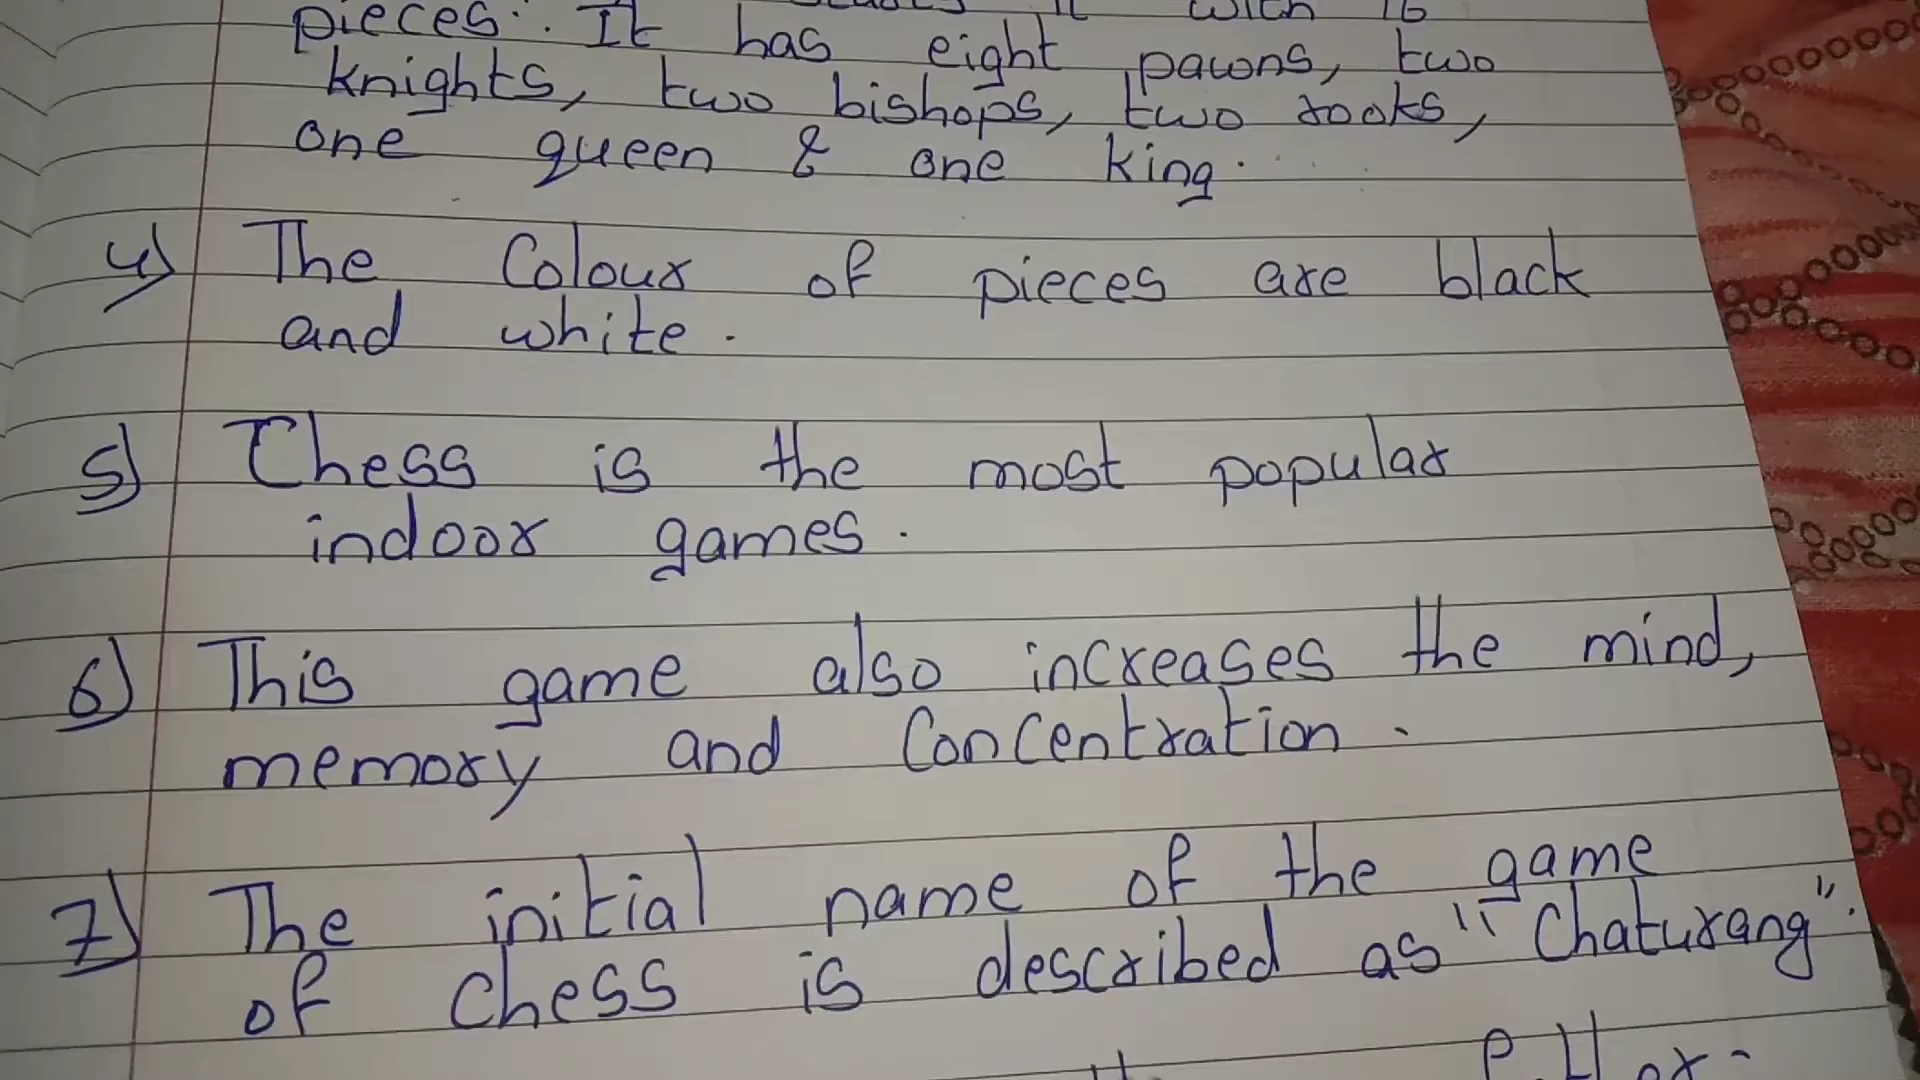 with 16
pieces. It has eight pawns, two
knights, two bishops, two rooks,
one queen & one king.
4) The Colour of pieces are black
and white.
5) Chess is the most popular
indoor games.
6) This game also increases the mind,
memory and Concentration.
7) The initial name of the game
of chess is described as "Chaturang".